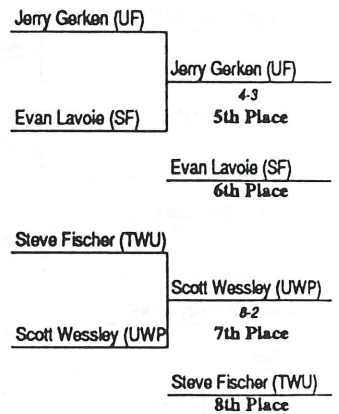 Jerry Gerken (UF)
Jerry Gerken (UF)
4-3
Evan Lavoie (SF)
5th Place
Evan Lavoie (SF)
6th Place
Steve Fischer (TWU)
Scott Wessley (UWP)
8-2
Scott Wessley (UWP
7th Place
Steve Fischer (TWU)
8th Place